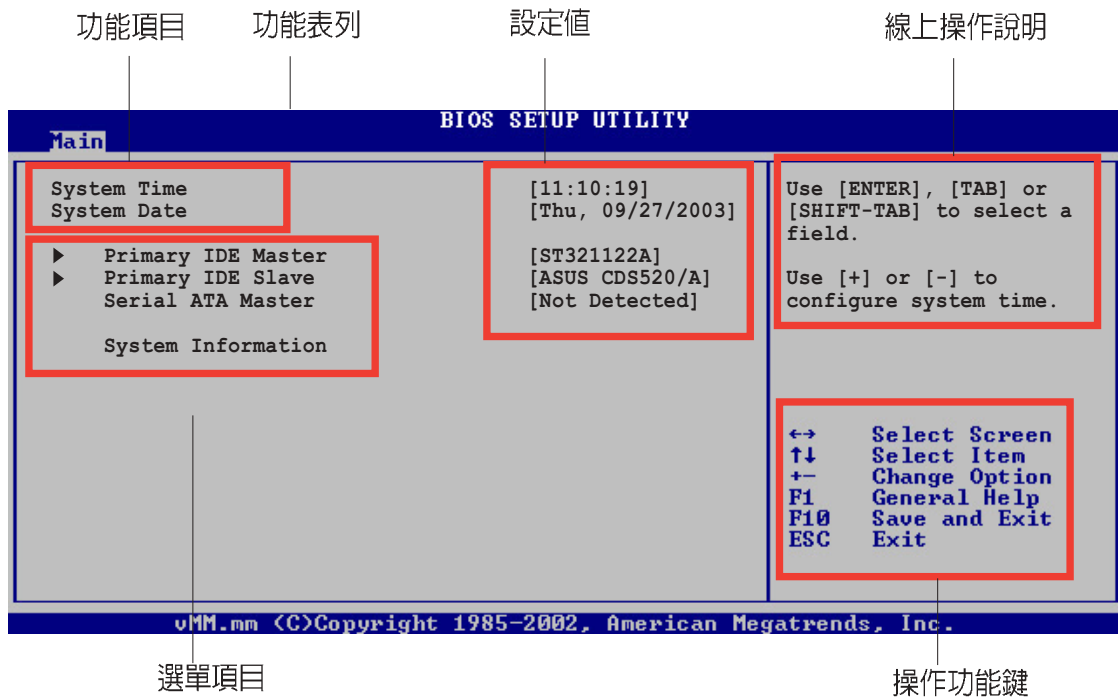 功能項目 功能表列 設定值 線上操作說明
BIOS SETUP UTILITY
Main
System Time [11:10:19]
System Date [Thu, 09/27/2003]
▶ Primary IDE Master [ST321122A]
▶ Primary IDE Slave [ASUS CDS520/A]
Serial ATA Master [Not Detected]
System Information
Use [ENTER], [TAB] or
[SHIFT-TAB] to select a
field.
Use [+] or [-] to
configure system time.
←→ Select Screen
↑↓ Select Item
+- Change Option
F1 General Help
F10 Save and Exit
ESC Exit
vMM.mm (C)Copyright 1985-2002, American Megatrends, Inc.
選單項目 操作功能鍵